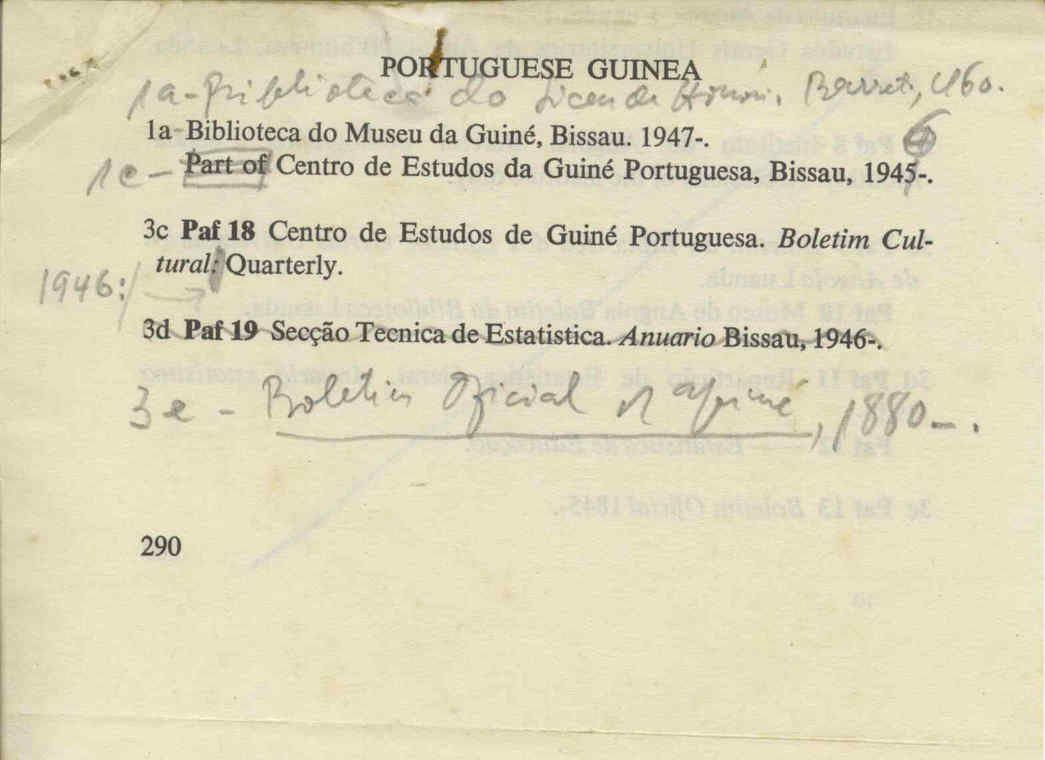 PORTUGUESE GUINEA
1a - Biblioteca do Liceu de Honor. Barreto, 1960.
1a Biblioteca do Museu da Guiné, Bissau. 1947-.
1c - Part of Centro de Estudos da Guiné Portuguesa, Bissau, 1945-. 6
3c Paf 18 Centro de Estudos de Guiné Portuguesa. Boletim Cul-
tural: Quarterly.
1946:/
3d Paf 19 Secção Tecnica de Estatistica. Anuario Bissau, 1946-.
3e - Boletim Oficial Guiné, 1880-.
290